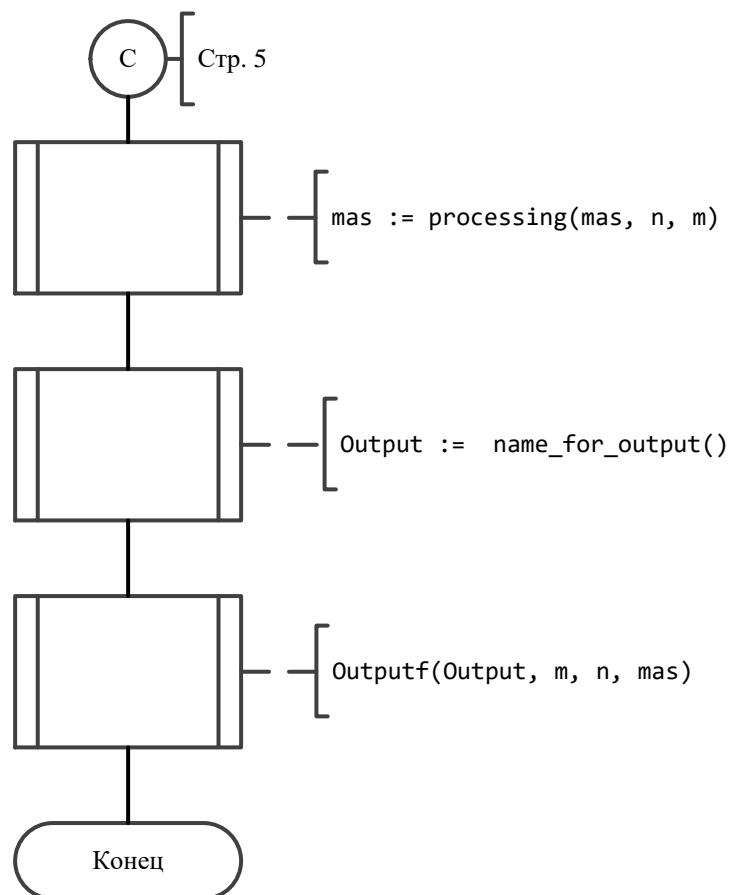 С
Стр. 5
mas := processing(mas, n, m)
Output :=  name_for_output()
Outputf(Output, m, n, mas)
Конец